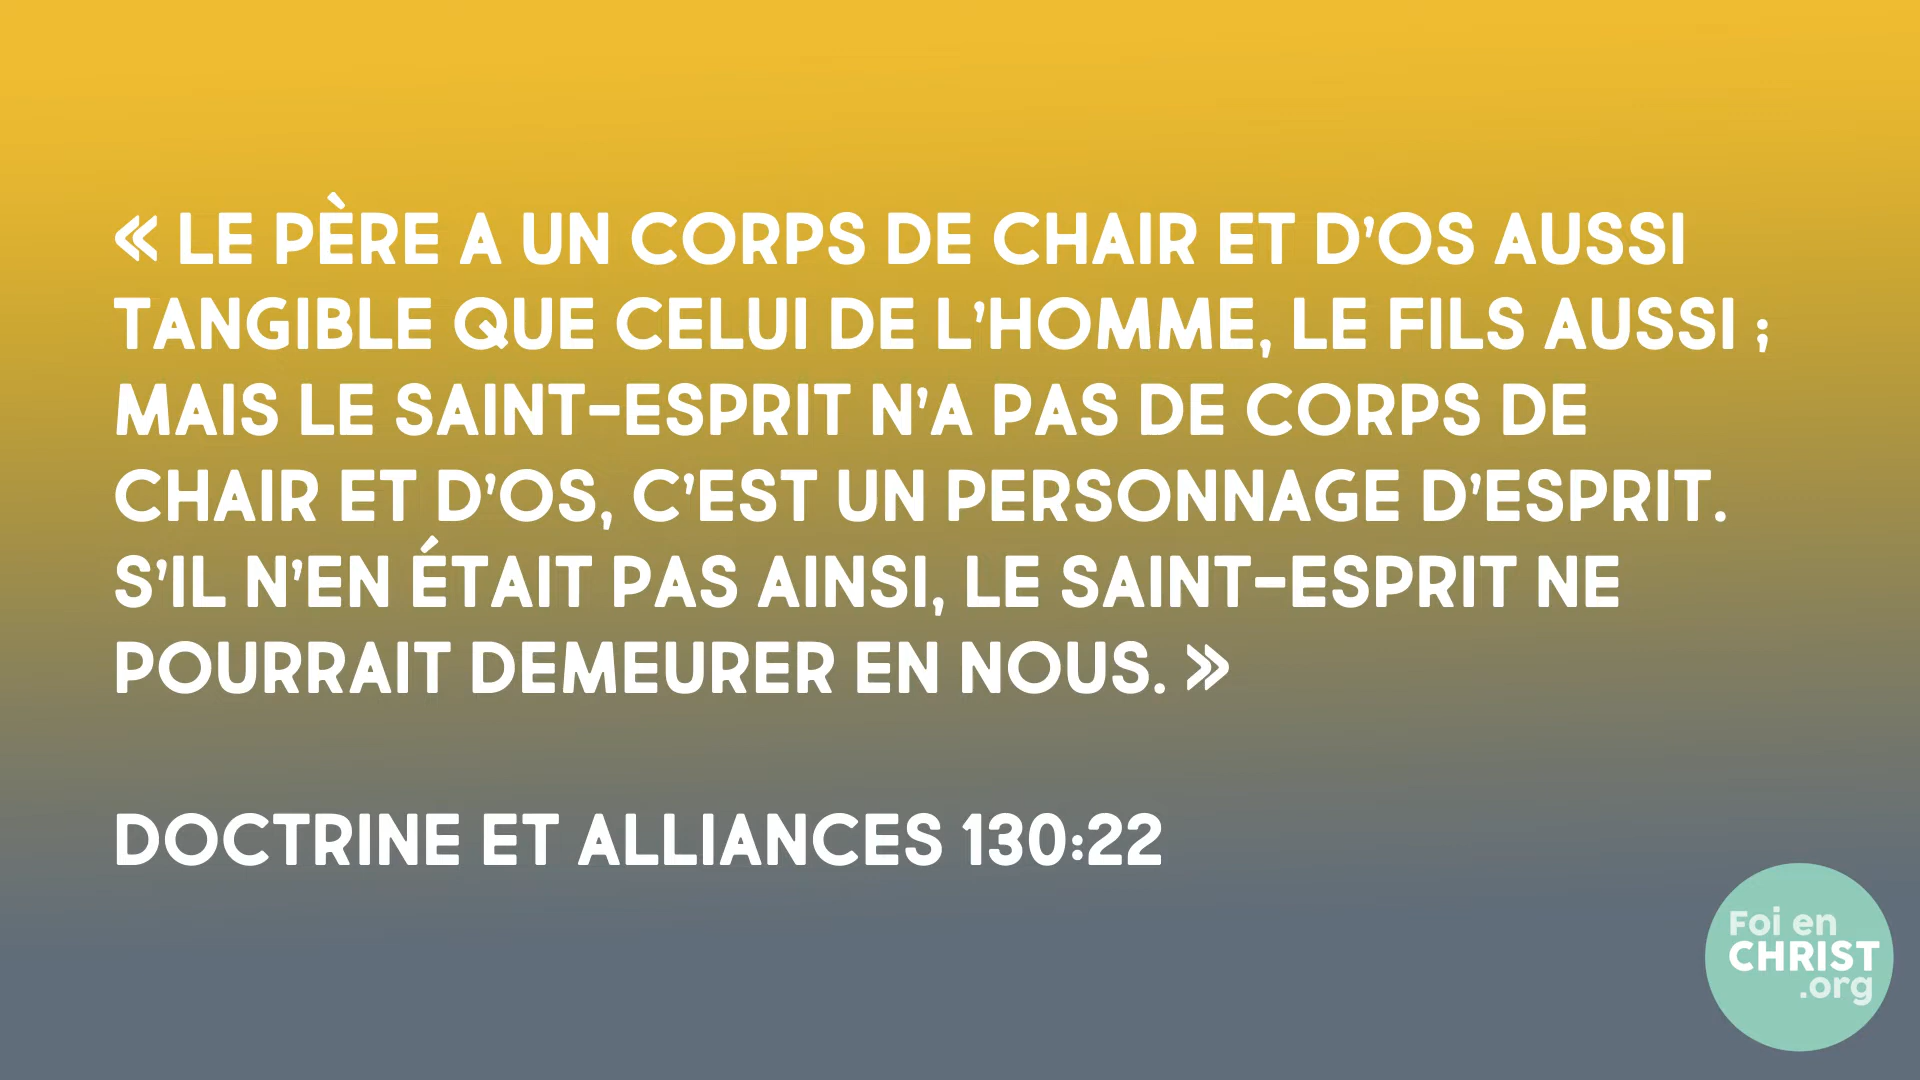 « LE PÈRE A UN CORPS DE CHAIR ET D'OS AUSSI
TANGIBLE QUE CELUI DE L'HOMME, LE FILS AUSSI ;
MAIS LE SAINT-ESPRIT N'A PAS DE CORPS DE
CHAIR ET D'OS, C'EST UN PERSONNAGE D'ESPRIT.
S'IL N'EN ÉTAIT PAS AINSI, LE SAINT-ESPRIT NE
POURRAIT DEMEURER EN NOUS. »
DOCTRINE ET ALLIANCES 130:22
Foi en
CHRIST
.org